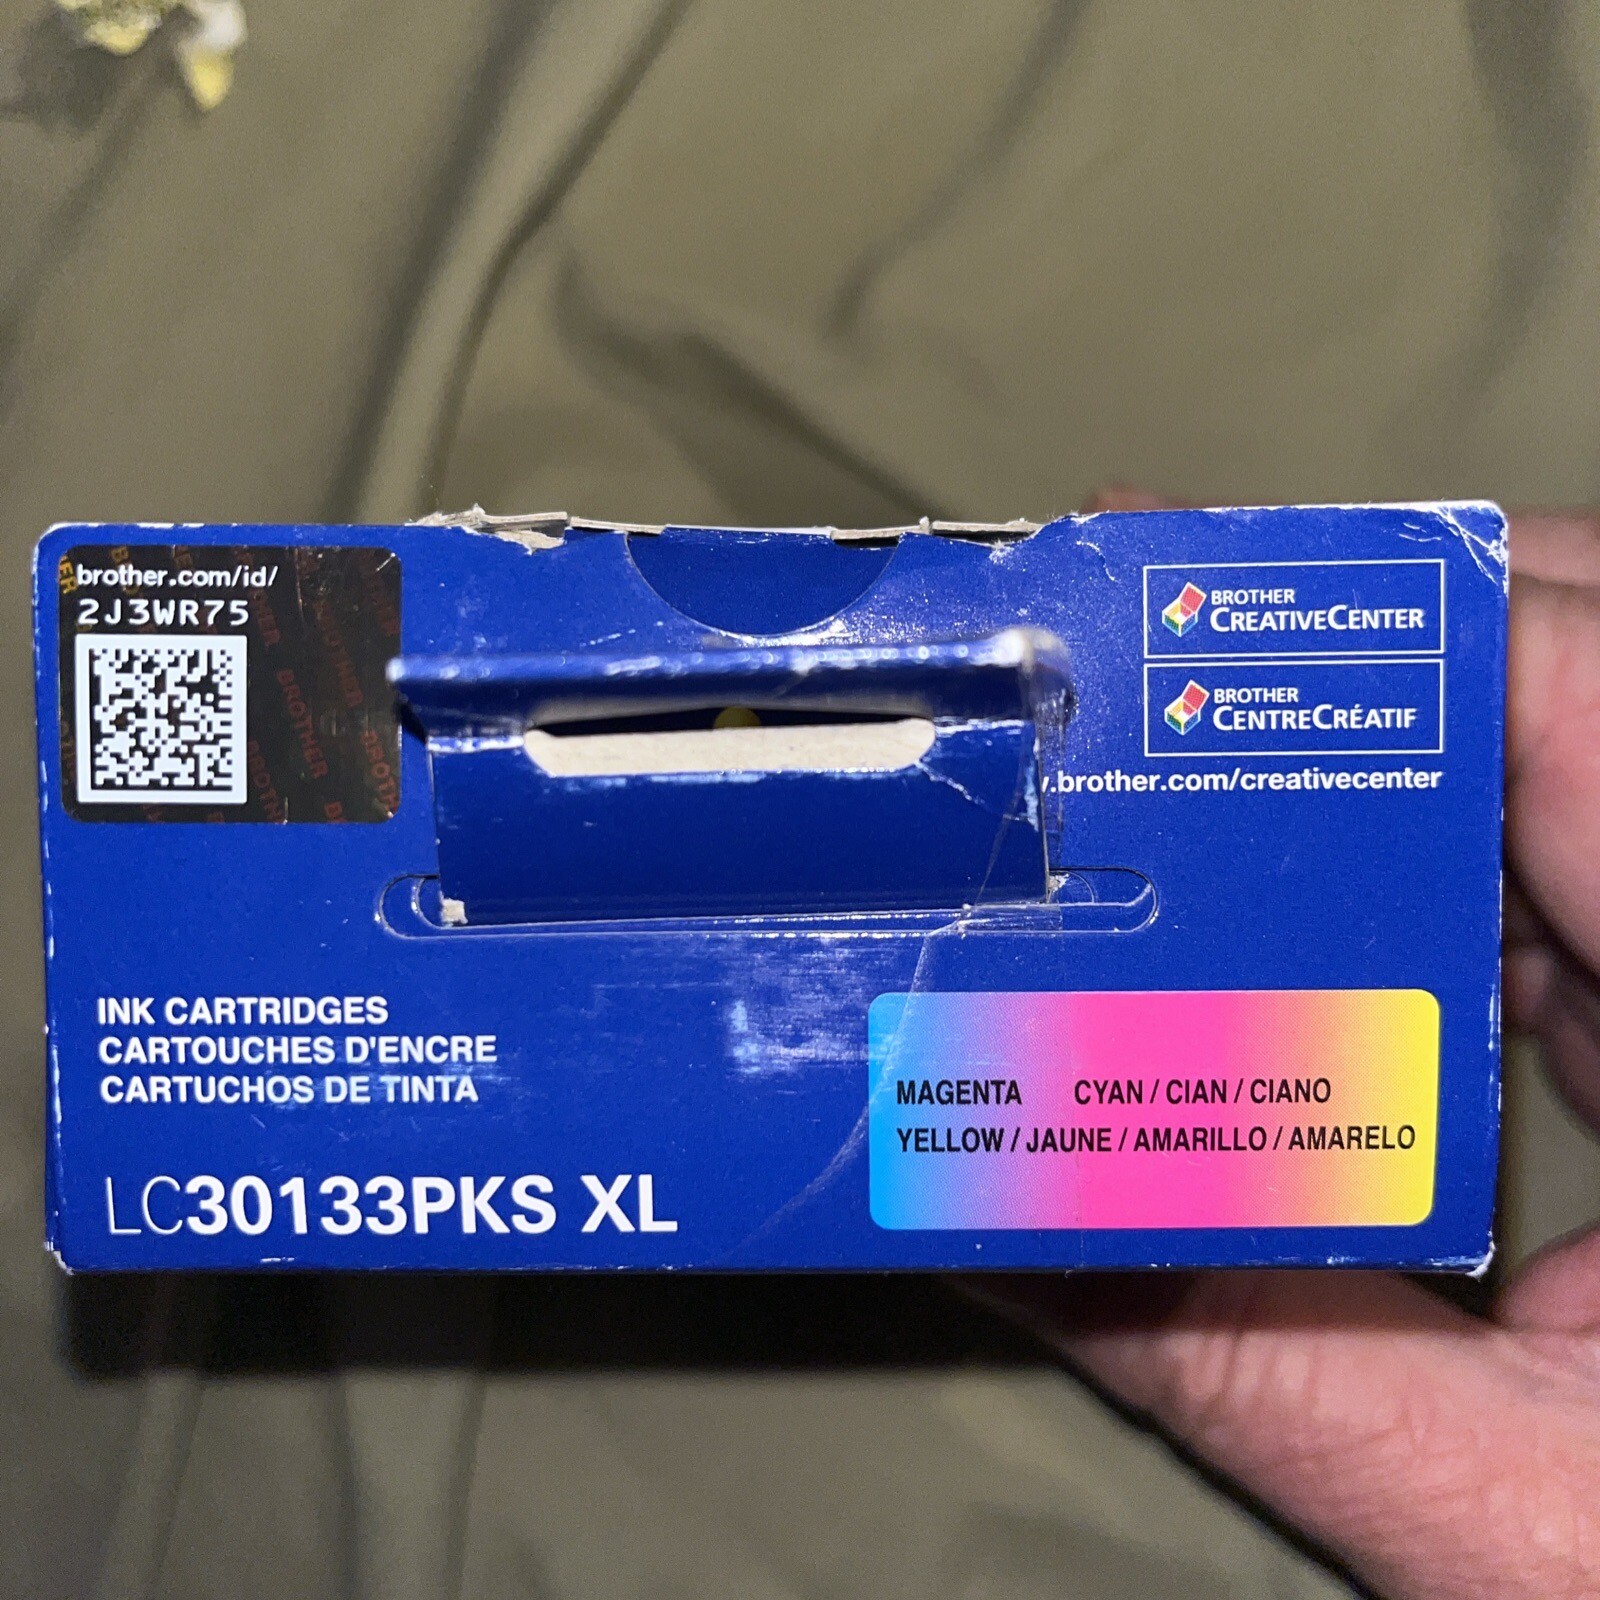 brother.com/id/
2J3WR75
BROTHER
BROTHER
CREATIVECENTER
BROTHER
CENTRECRÉATIF
.brother.com/creativecenter
INK CARTRIDGES
CARTOUCHES D'ENCRE
CARTUCHOS DE TINTA
LC30133PKS XL
MAGENTA CYAN / CIAN / CIANO
YELLOW / JAUNE / AMARILLO / AMARELO